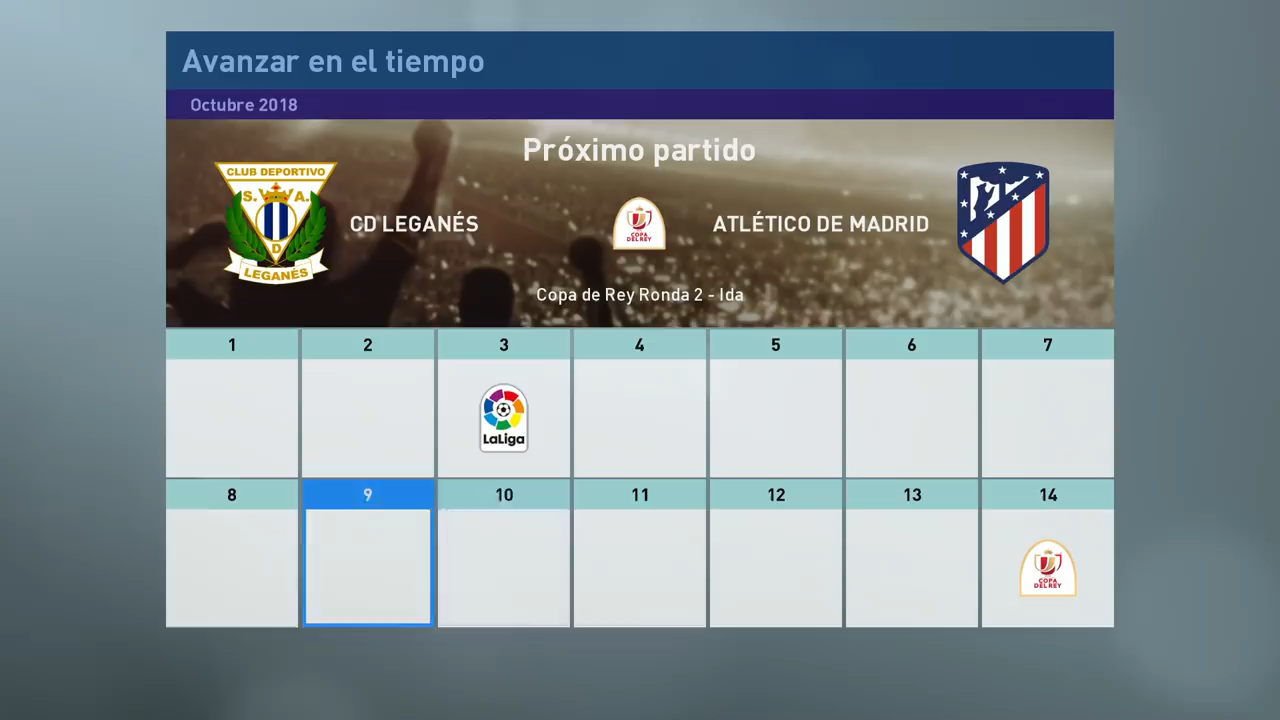 Avanzar en el tiempo
Octubre 2018
Próximo partido
CLUB DEPORTIVO
S. A.
D
LEGANÉS
CD LEGANÉS
COPA
DEL REY
ATLÉTICO DE MADRID
Copa de Rey Ronda 2 - Ida
1 2 3 4 5 6 7
LaLiga
8 9 10 11 12 13 14
COPA
DEL REY